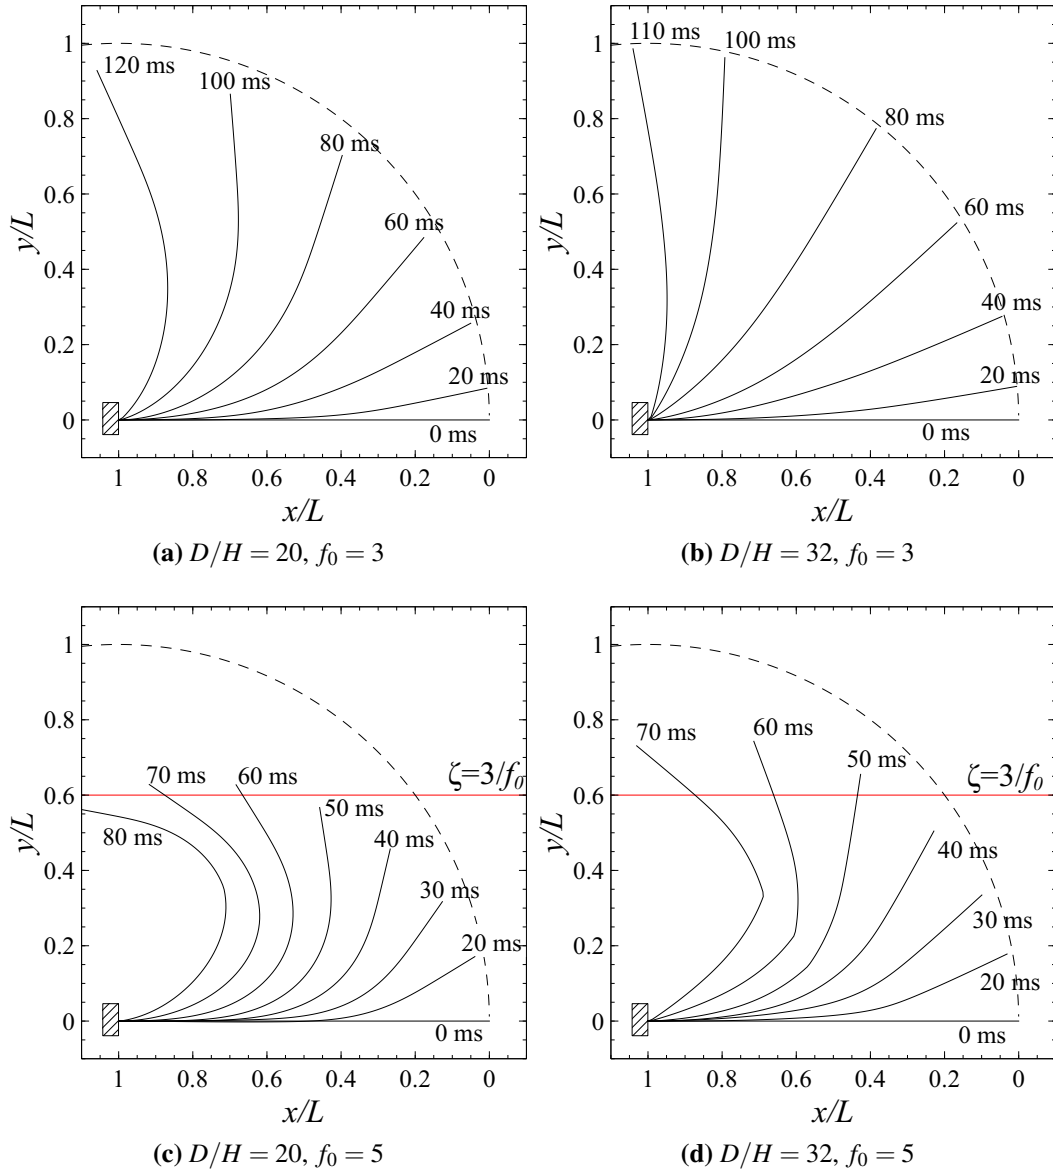 1
0.8
0.6
0.4
0.2
0
y/L
120 ms
100 ms
80 ms
60 ms
40 ms
20 ms
0 ms
1 0.8 0.6 0.4 0.2 0
x/L
(a) D/H = 20, f₀ = 3
1
0.8
0.6
0.4
0.2
0
y/L
110 ms
100 ms
80 ms
60 ms
40 ms
20 ms
0 ms
1 0.8 0.6 0.4 0.2 0
x/L
(b) D/H = 32, f₀ = 3
1
0.8
0.6
0.4
0.2
0
y/L
ζ=3/f₀
70 ms
60 ms
50 ms
80 ms
40 ms
30 ms
20 ms
0 ms
1 0.8 0.6 0.4 0.2 0
x/L
(c) D/H = 20, f₀ = 5
1
0.8
0.6
0.4
0.2
0
y/L
70 ms
60 ms
50 ms
ζ=3/f₀
40 ms
30 ms
20 ms
0 ms
1 0.8 0.6 0.4 0.2 0
x/L
(d) D/H = 32, f₀ = 5